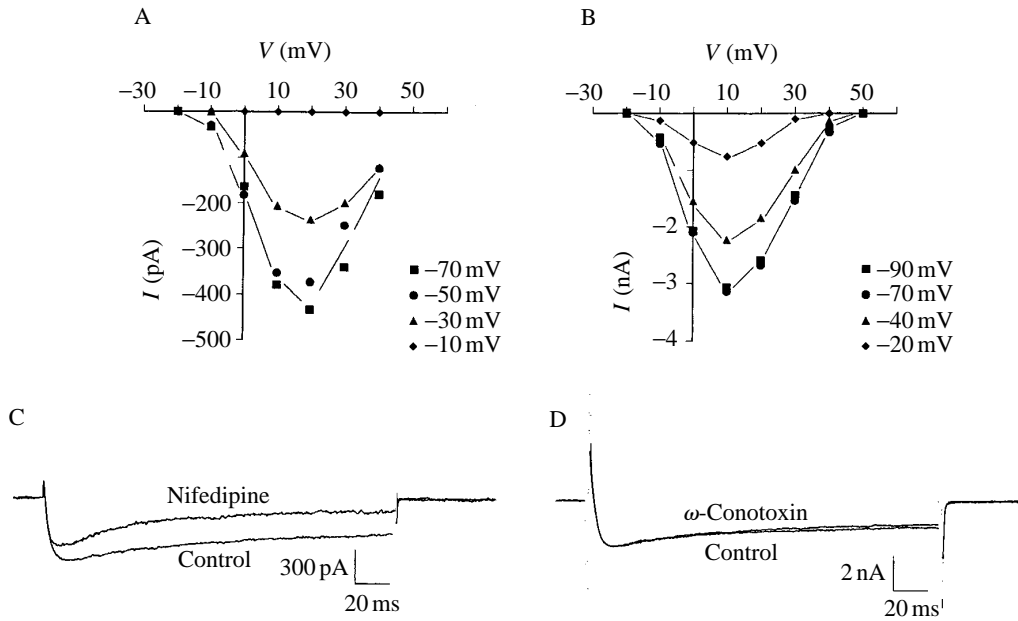 A
V (mV)
−30 −10 10 30 50
−200
−300
−400
−500
I (pA)
−70 mV
−50 mV
−30 mV
−10 mV
B
V (mV)
−30 −10 10 30 50
−2
−3
−4
I (nA)
−90 mV
−70 mV
−40 mV
−20 mV
C
Nifedipine
Control
300 pA
20 ms
D
ω-Conotoxin
Control
2 nA
20 ms